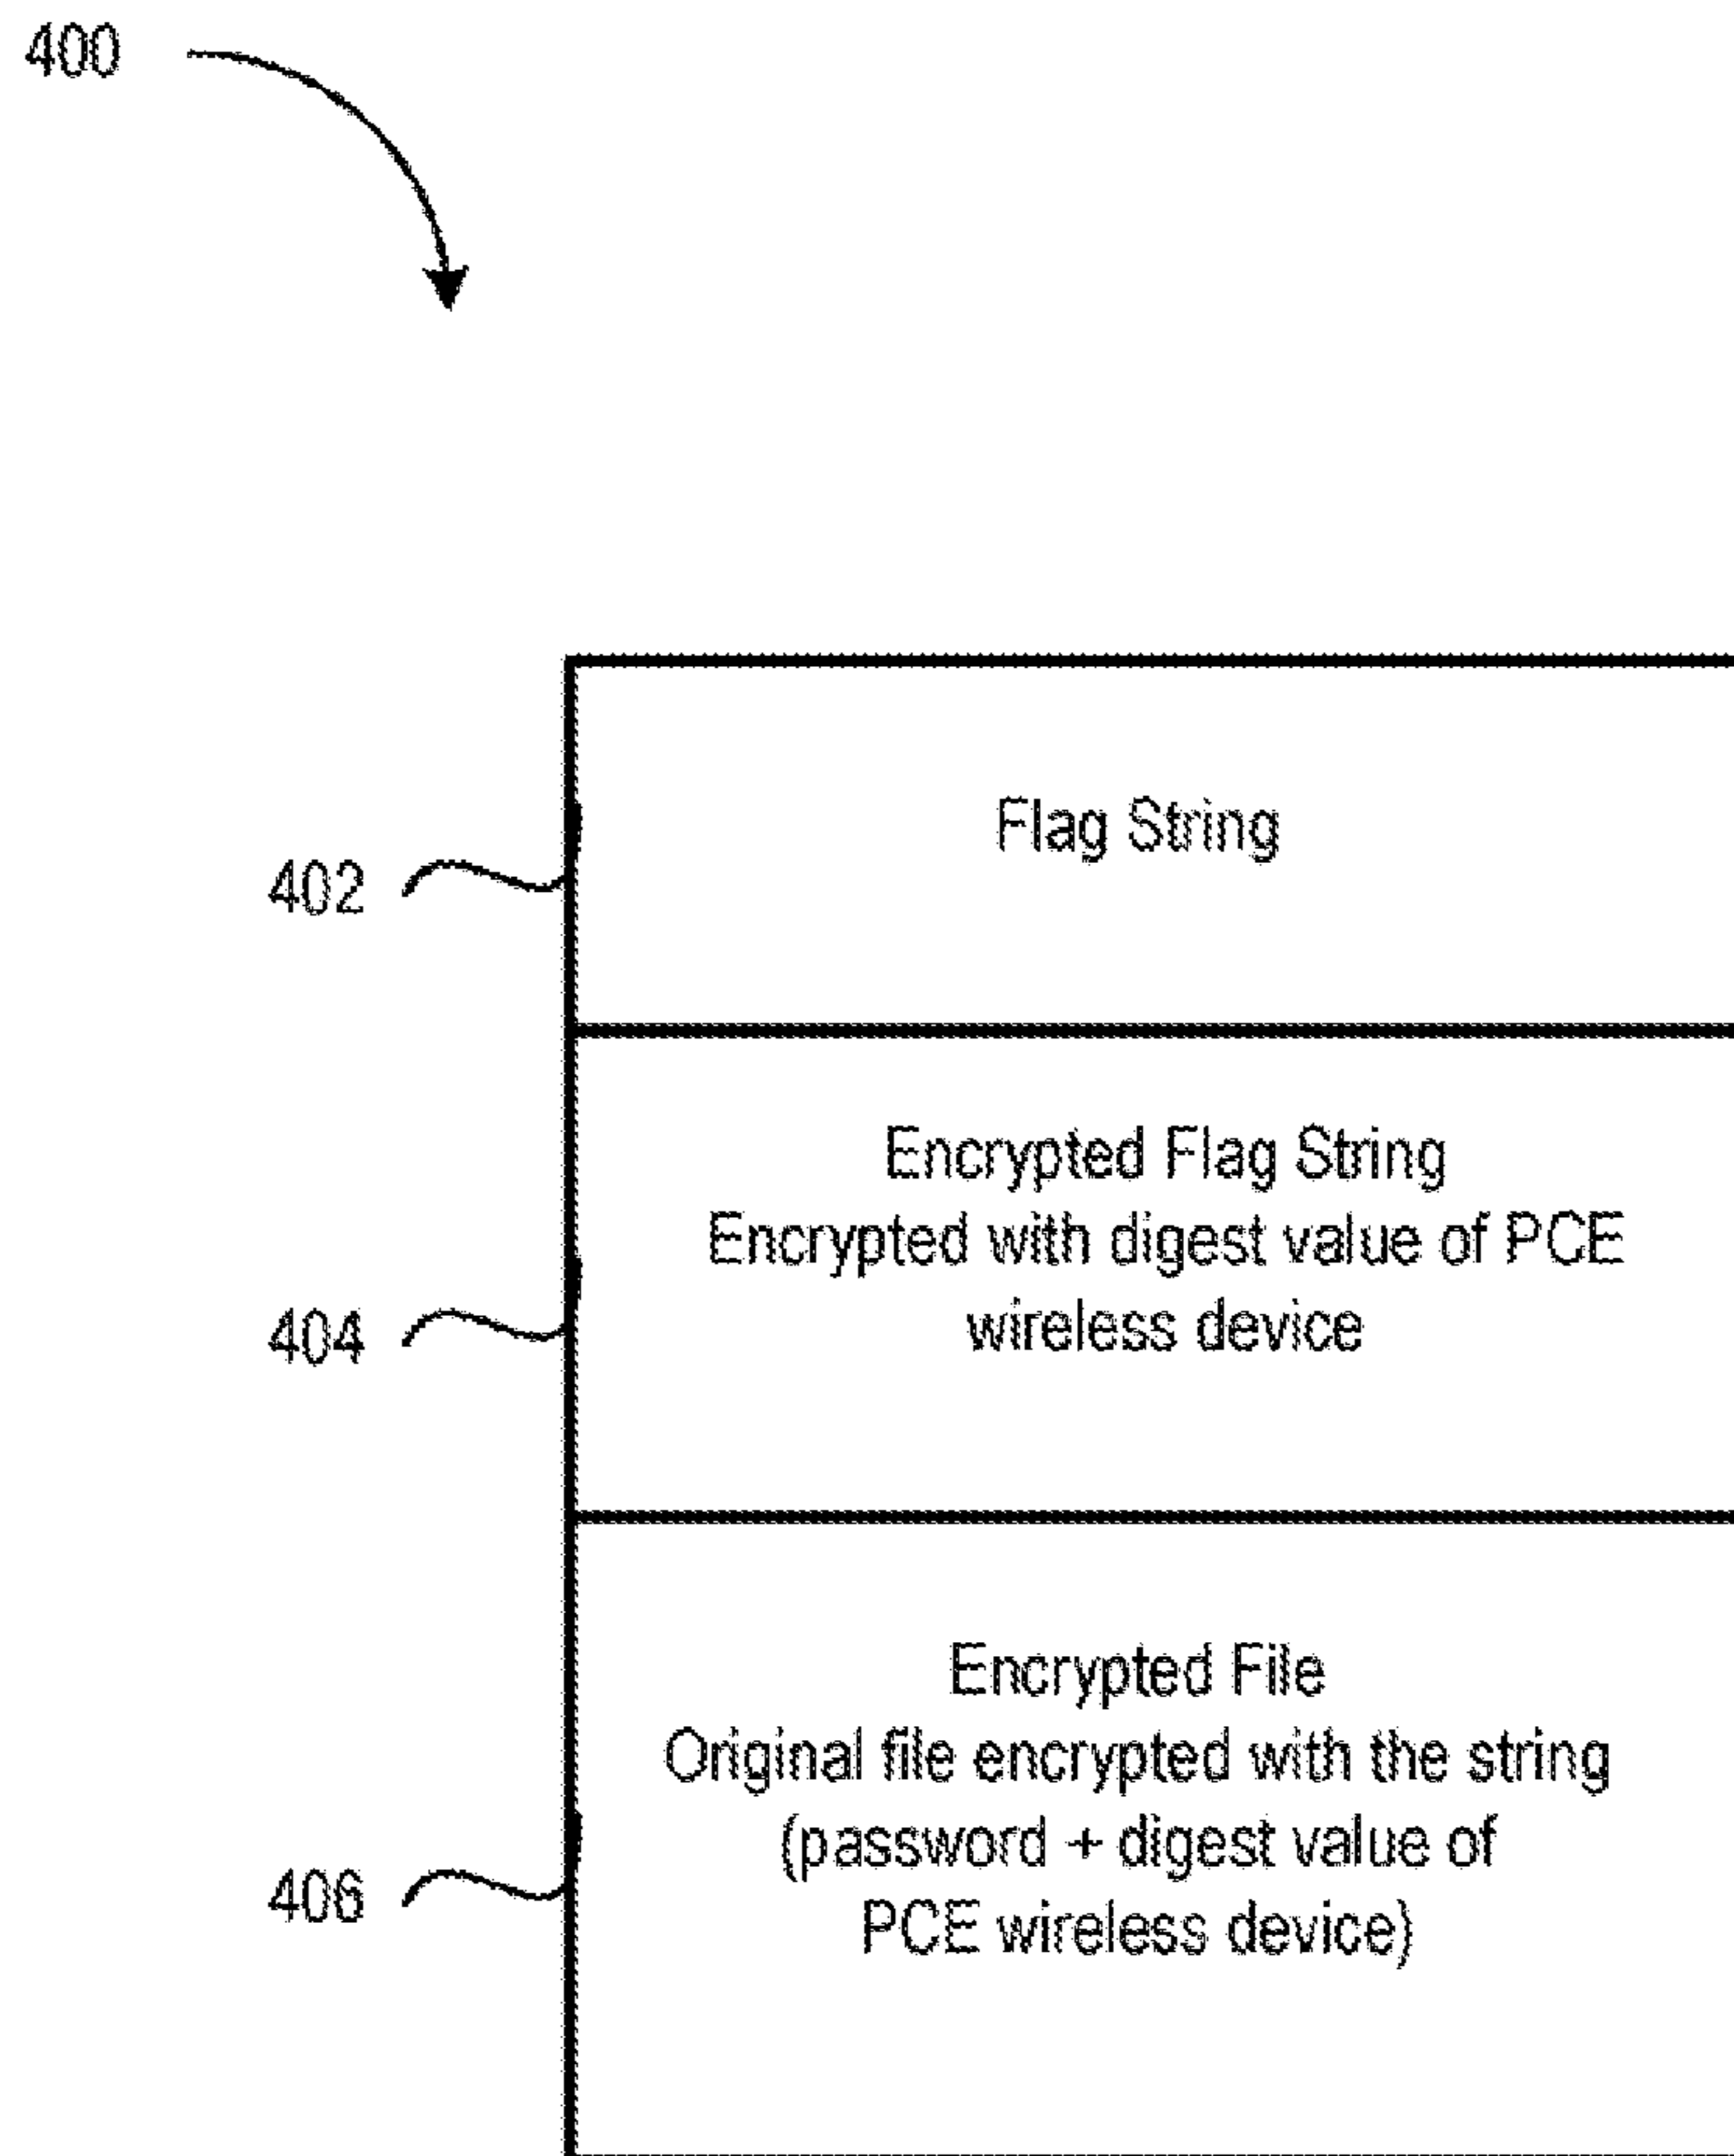 400
Flag String
402
Encrypted Flag String
Encrypted with digest value of PCE
wireless device
404
Encrypted File
Original file encrypted with the string
(password + digest value of
PCE wireless device)
406